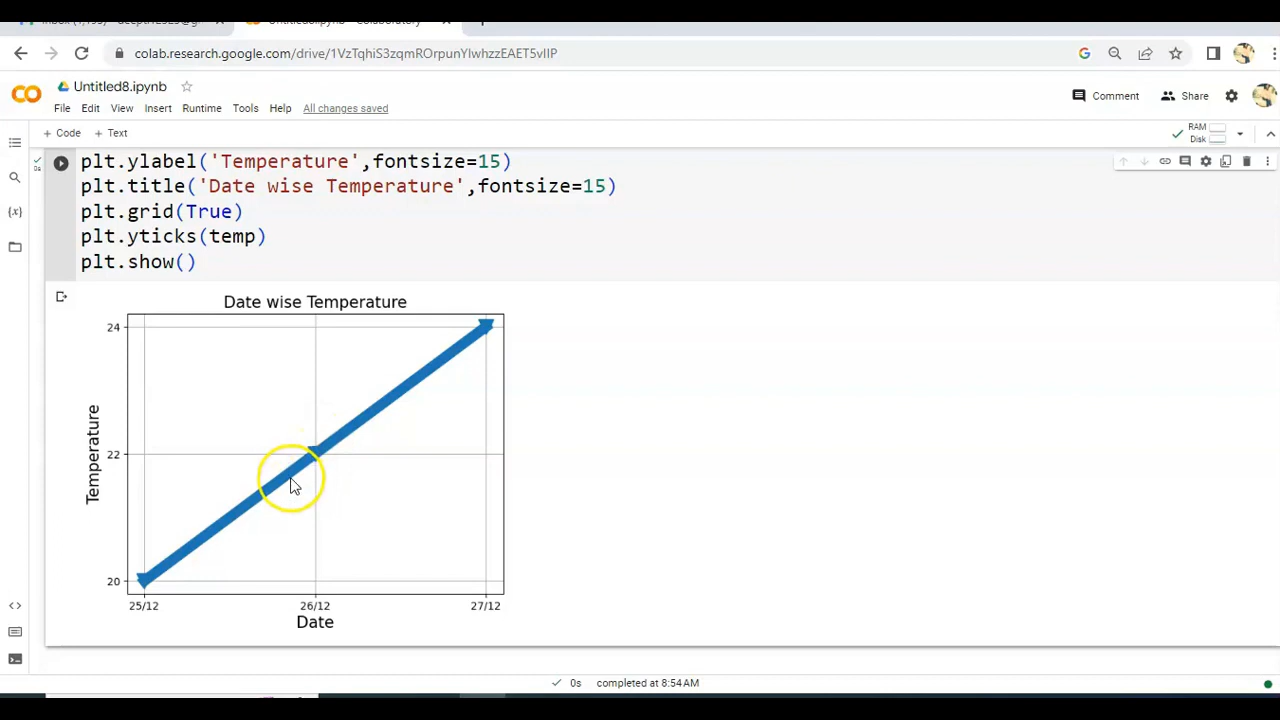 colab.research.google.com/drive/1VzTqhiS3zqmROrpunYlwhzzEAET5vIIP
Untitled8.ipynb
File Edit View Insert Runtime Tools Help All changes saved
Comment Share
+ Code + Text
RAM
Disk
plt.ylabel('Temperature',fontsize=15)
plt.title('Date wise Temperature',fontsize=15)
plt.grid(True)
plt.yticks(temp)
plt.show()
0s
{x}
Date wise Temperature
24
22
20
Temperature
25/12 26/12 27/12
Date
0s completed at 8:54 AM